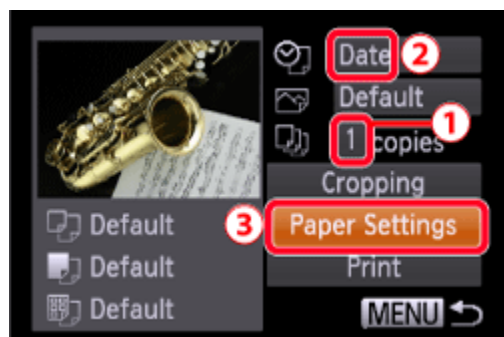 Date 2
Default
1
1 copies
Cropping
Default
3 Paper Settings
Default
Print
Default
MENU